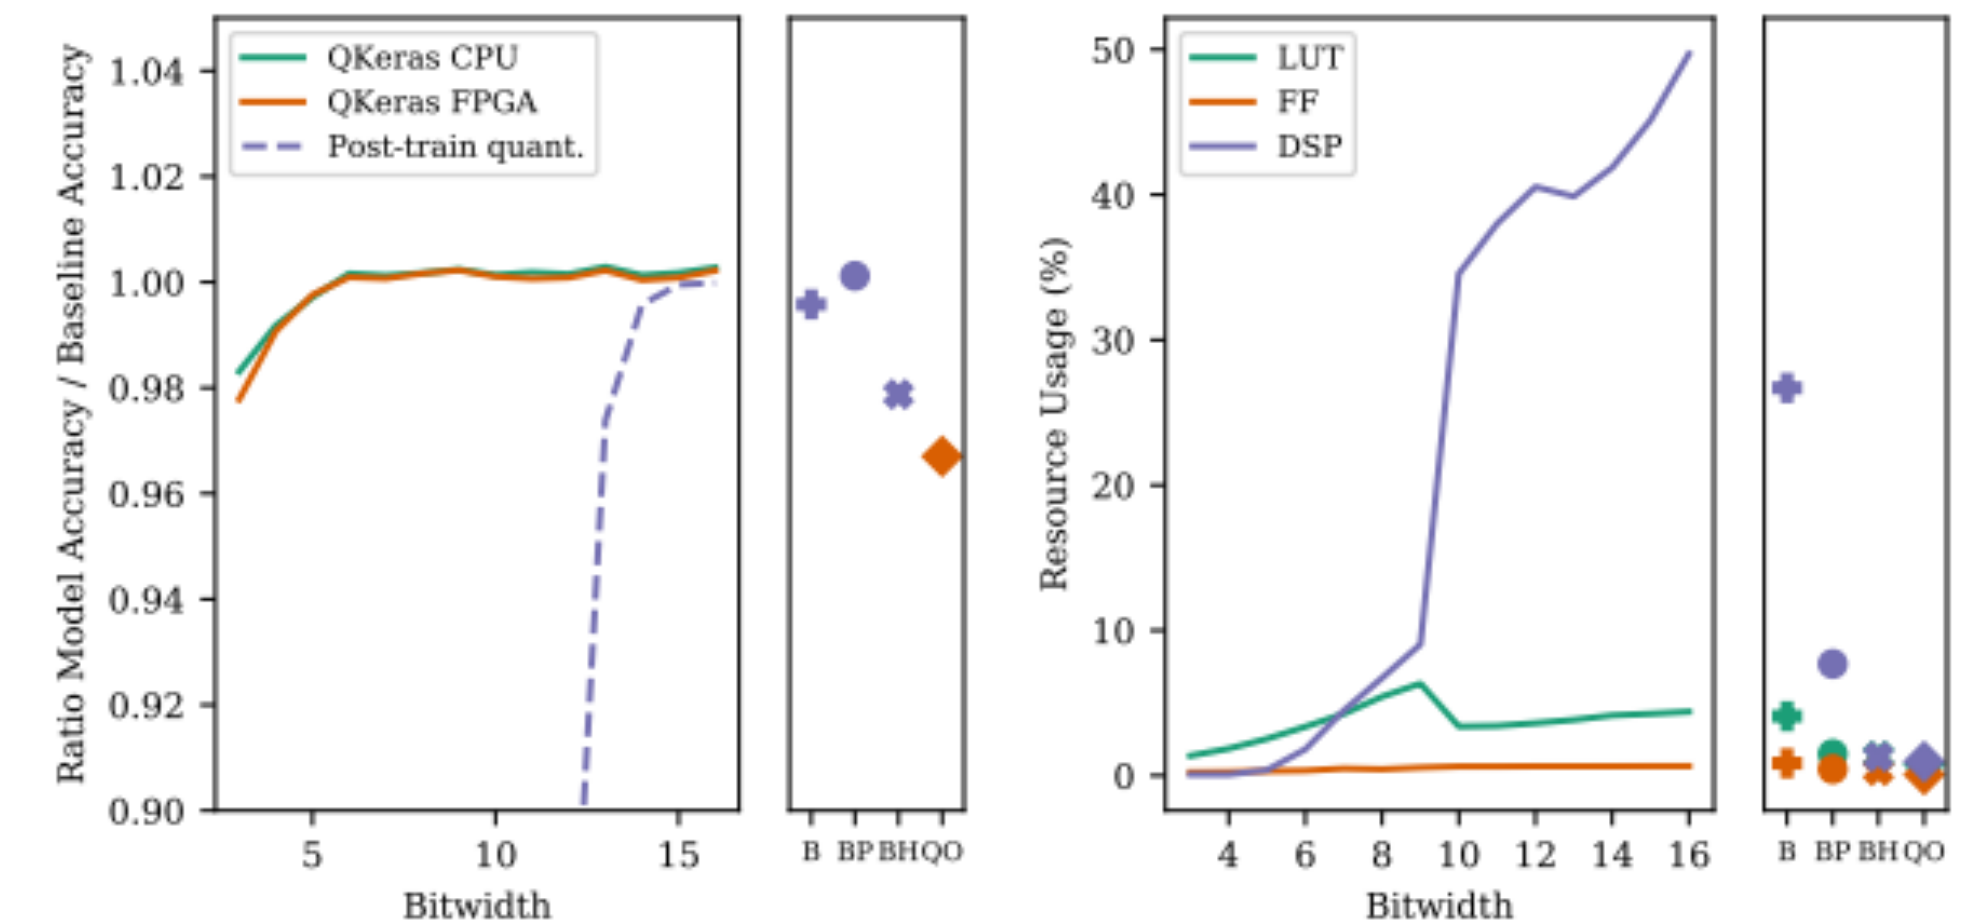 Ratio Model Accuracy / Baseline Accuracy
1.04
1.02
1.00
0.98
0.96
0.94
0.92
0.90
QKeras CPU
QKeras FPGA
Post-train quant.
5 10 15
Bitwidth
B BP BH QO
Resource Usage (%)
50
40
30
20
10
0
LUT
FF
DSP
4 6 8 10 12 14 16
Bitwidth
B BP BH QO